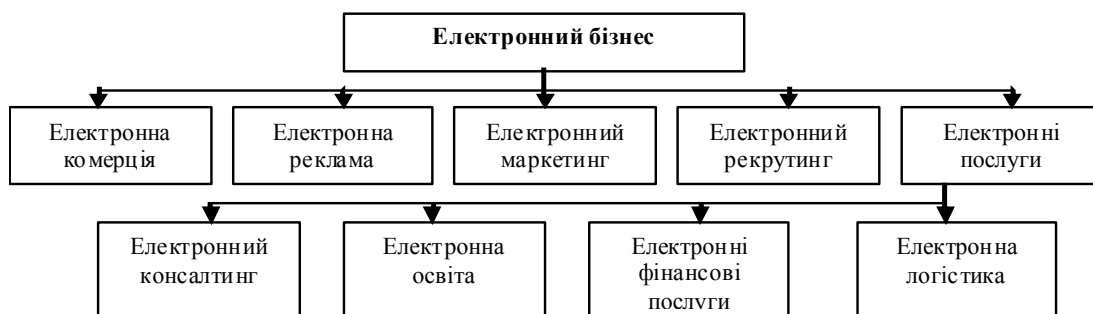 Електронний бізнес
Електронна
комерція
Електронна
реклама
Електронний
маркетинг
Електронний
рекрутинг
Електронні
послуги
Електронний
консалтинг
Електронна
освіта
Електронні
фінансові
послуги
Електронна
логістика